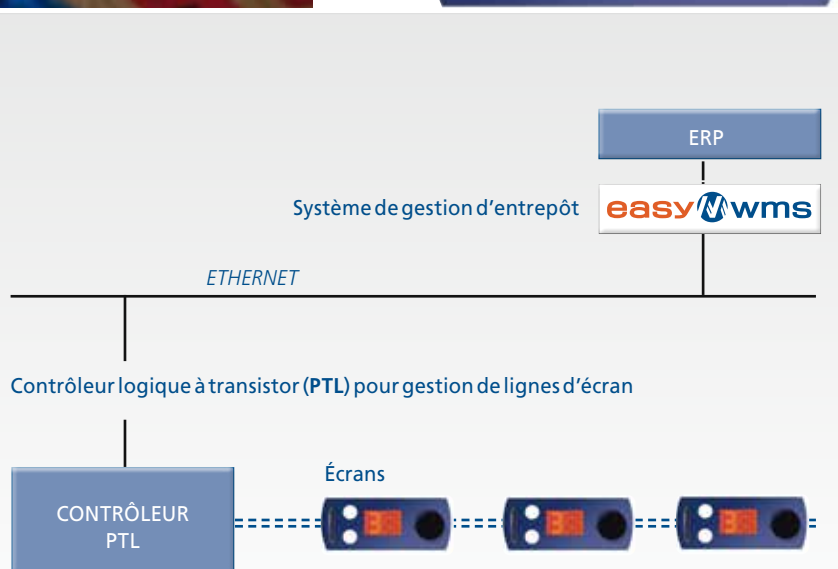 ERP
Système de gestion d'entrepôt
easy wms
ETHERNET
Contrôleur logique à transistor (PTL) pour gestion de lignes d'écran
Écrans
CONTRÔLEUR
PTL